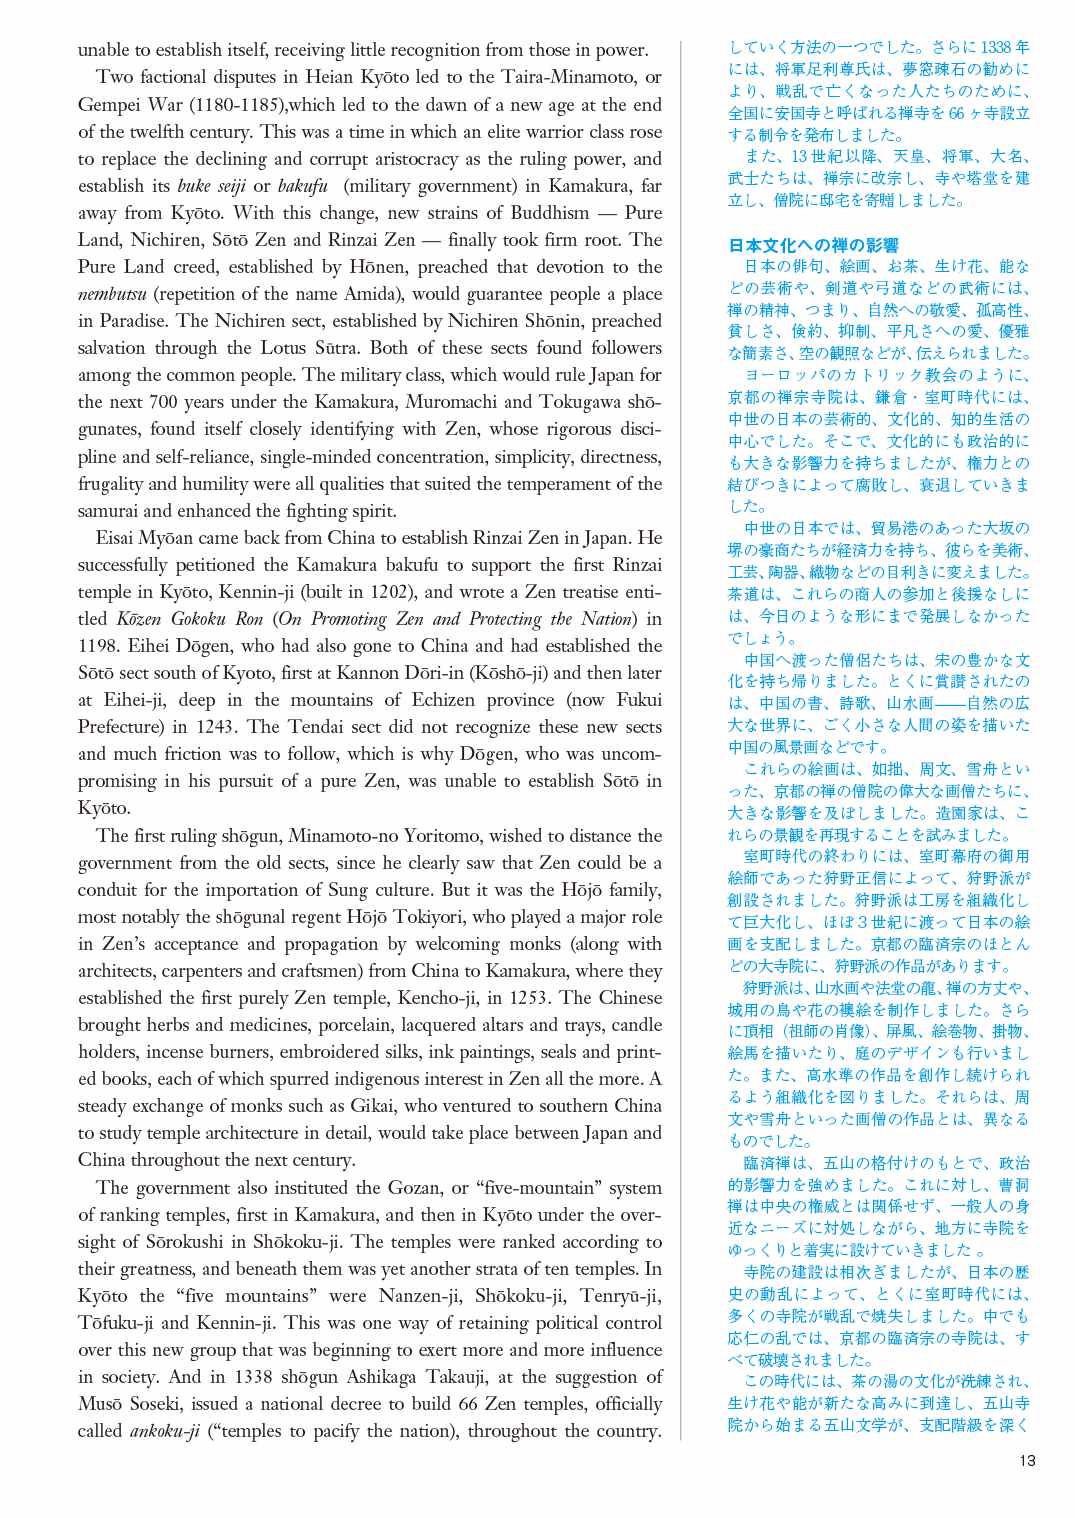 unable to establish itself, receiving little recognition from those in power.
Two factional disputes in Heian Kyōto led to the Taira-Minamoto, or
Gempei War (1180-1185),which led to the dawn of a new age at the end
of the twelfth century. This was a time in which an elite warrior class rose
to replace the declining and corrupt aristocracy as the ruling power, and
establish its buke seiji or bakufu (military government) in Kamakura, far
away from Kyōto. With this change, new strains of Buddhism — Pure
Land, Nichiren, Sōtō Zen and Rinzai Zen — finally took firm root. The
Pure Land creed, established by Hōnen, preached that devotion to the
nembutsu (repetition of the name Amida), would guarantee people a place
in Paradise. The Nichiren sect, established by Nichiren Shōnin, preached
salvation through the Lotus Sūtra. Both of these sects found followers
among the common people. The military class, which would rule Japan for
the next 700 years under the Kamakura, Muromachi and Tokugawa shō-
gunates, found itself closely identifying with Zen, whose rigorous disci-
pline and self-reliance, single-minded concentration, simplicity, directness,
frugality and humility were all qualities that suited the temperament of the
samurai and enhanced the fighting spirit.
Eisai Myōan came back from China to establish Rinzai Zen in Japan. He
successfully petitioned the Kamakura bakufu to support the first Rinzai
temple in Kyōto, Kennin-ji (built in 1202), and wrote a Zen treatise enti-
tled Kōzen Gokoku Ron (On Promoting Zen and Protecting the Nation) in
1198. Eihei Dōgen, who had also gone to China and had established the
Sōtō sect south of Kyoto, first at Kannon Dōri-in (Kōshō-ji) and then later
at Eihei-ji, deep in the mountains of Echizen province (now Fukui
Prefecture) in 1243. The Tendai sect did not recognize these new sects
and much friction was to follow, which is why Dōgen, who was uncom-
promising in his pursuit of a pure Zen, was unable to establish Sōtō in
Kyōto.
The first ruling shōgun, Minamoto-no Yoritomo, wished to distance the
government from the old sects, since he clearly saw that Zen could be a
conduit for the importation of Sung culture. But it was the Hōjō family,
most notably the shōgunal regent Hōjō Tokiyori, who played a major role
in Zen's acceptance and propagation by welcoming monks (along with
architects, carpenters and craftsmen) from China to Kamakura, where they
established the first purely Zen temple, Kencho-ji, in 1253. The Chinese
brought herbs and medicines, porcelain, lacquered altars and trays, candle
holders, incense burners, embroidered silks, ink paintings, seals and print-
ed books, each of which spurred indigenous interest in Zen all the more. A
steady exchange of monks such as Gikai, who ventured to southern China
to study temple architecture in detail, would take place between Japan and
China throughout the next century.
The government also instituted the Gozan, or “five-mountain” system
of ranking temples, first in Kamakura, and then in Kyōto under the over-
sight of Sōrokushi in Shōkoku-ji. The temples were ranked according to
their greatness, and beneath them was yet another strata of ten temples. In
Kyōto the “five mountains” were Nanzen-ji, Shōkoku-ji, Tenryū-ji,
Tōfuku-ji and Kennin-ji. This was one way of retaining political control
over this new group that was beginning to exert more and more influence
in society. And in 1338 shōgun Ashikaga Takauji, at the suggestion of
Musō Soseki, issued a national decree to build 66 Zen temples, officially
called ankoku-ji (“temples to pacify the nation), throughout the country.
していく方法の一つでした。さらに 1338 年
には、将軍足利尊氏は、夢窓疎石の勧めに
より、戦乱で亡くなった人たちのために、
全国に安国寺と呼ばれる禅寺を 66 ヶ寺設立
する制令を発布しました。
また、13 世紀以降、天皇、将軍、大名、
武士たちは、禅宗に改宗し、寺や塔堂を建
立し、僧院に邸宅を寄贈しました。
日本文化への禅の影響
日本の俳句、絵画、お茶、生け花、能な
どの芸術や、剣道や弓道などの武術には、
禅の精神、つまり、自然への敬愛、孤高性、
貧しさ、倹約、抑制、平凡さへの愛、優雅
な簡素さ、空の観照などが、伝えられました。
ヨーロッパのカトリック教会のように、
京都の禅宗寺院は、鎌倉・室町時代には、
中世の日本の芸術的、文化的、知的生活の
中心でした。そこで、文化的にも政治的に
も大きな影響力を持ちましたが、権力との
結びつきによって腐敗し、衰退していきま
した。
中世の日本では、貿易港のあった大坂の
堺の豪商たちが経済力を持ち、彼らを美術、
工芸、陶器、織物などの目利きに変えました。
茶道は、これらの商人の参加と後援なしに
は、今日のような形にまで発展しなかった
でしょう。
中国へ渡った僧侶たちは、宋の豊かな文
化を持ち帰りました。とくに賞讃されたの
は、中国の書、詩歌、山水画——自然の広
大な世界に、ごく小さな人間の姿を描いた
中国の風景画などです。
これらの絵画は、如拙、周文、雪舟とい
った、京都の禅の僧院の偉大な画僧たちに、
大きな影響を及ぼしました。造園家は、こ
れらの景観を再現することを試みました。
室町時代の終わりには、室町幕府の御用
絵師であった狩野正信によって、狩野派が
創設されました。狩野派は工房を組織化し
て巨大化し、ほぼ３世紀に渡って日本の絵
画を支配しました。京都の臨済宗のほとん
どの大寺院に、狩野派の作品があります。
狩野派は、山水画や法堂の龍、禅の方丈や、
城用の鳥や花の襖絵を制作しました。さら
に頂相（祖師の肖像）、屏風、絵巻物、掛物、
絵馬を描いたり、庭のデザインも行いまし
た。また、高水準の作品を創作し続けられ
るよう組織化を図りました。それらは、周
文や雪舟といった画僧の作品とは、異なる
ものでした。
臨済禅は、五山の格付けのもとで、政治
的影響力を強めました。これに対し、曹洞
禅は中央の権威とは関係せず、一般人の身
近なニーズに対処しながら、地方に寺院を
ゆっくりと着実に設けていきました 。
寺院の建設は相次ぎましたが、日本の歴
史の動乱によって、とくに室町時代には、
多くの寺院が戦乱で焼失しました。中でも
応仁の乱では、京都の臨済宗の寺院は、す
べて破壊されました。
この時代には、茶の湯の文化が洗練され、
生け花や能が新たな高みに到達し、五山寺
院から始まる五山文学が、支配階級を深く
13